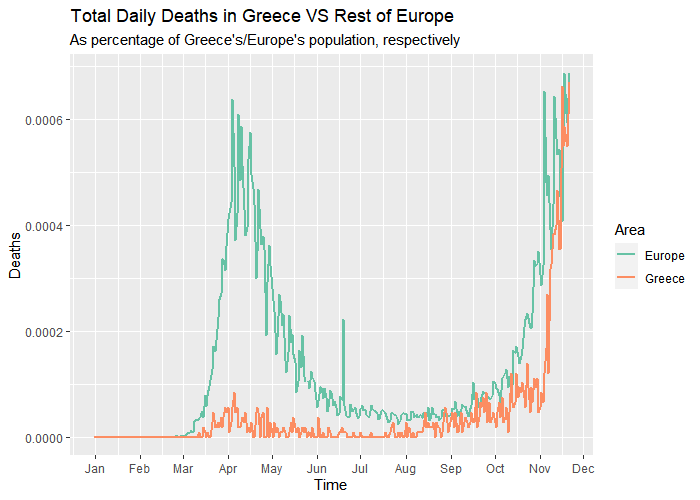 Total Daily Deaths in Greece VS Rest of Europe
As percentage of Greece's/Europe's population, respectively
Deaths
0.0006
0.0004
0.0002
0.0000
Jan Feb Mar Apr May Jun Jul Aug Sep Oct Nov Dec
Time
Area
Europe
Greece